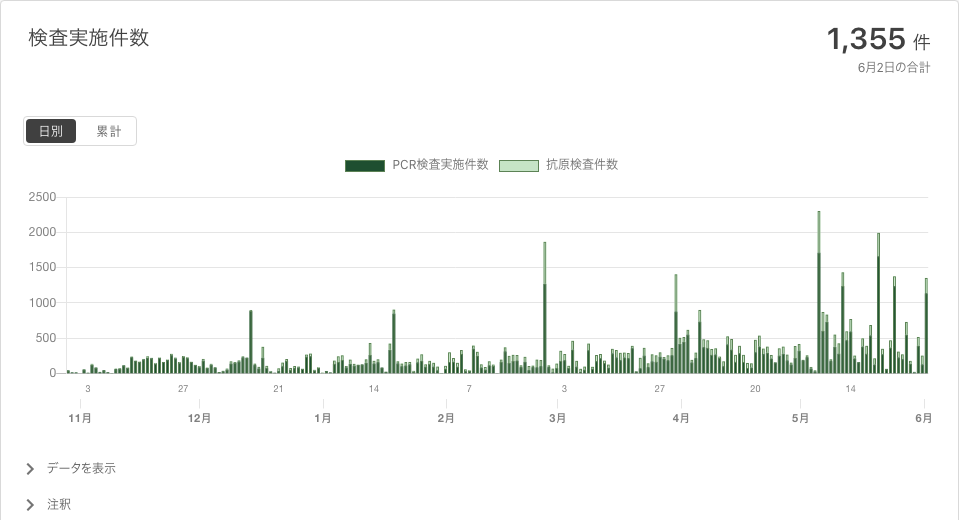 検査実施件数
1,355 件
6月2日の合計
日別 累計
PCR検査実施件数 抗原検査件数
2500
2000
1500
1000
500
0
3 27 21 14 7 3 27 20 14
11月 12月 1月 2月 3月 4月 5月 6月
データを表示
注釈